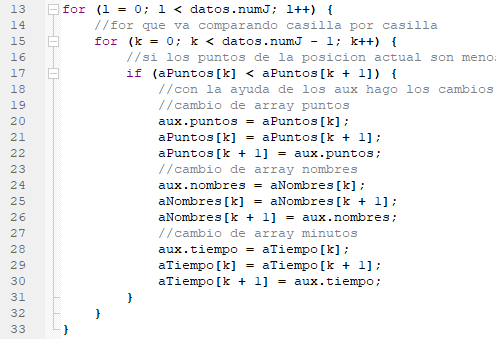 13 for (l = 0; l < datos.numJ; l++) {
14 //for que va comparando casilla por casilla
15 for (k = 0; k < datos.numJ - 1; k++) {
16 //si los puntos de la posicion actual son menos
17 if (aPuntos[k] < aPuntos[k + 1]) {
18 //con la ayuda de los aux hago los cambios
19 //cambio de array puntos
20 aux.puntos = aPuntos[k];
21 aPuntos[k] = aPuntos[k + 1];
22 aPuntos[k + 1] = aux.puntos;
23 //cambio de array nombres
24 aux.nombres = aNombres[k];
25 aNombres[k] = aNombres[k + 1];
26 aNombres[k + 1] = aux.nombres;
27 //cambio de array minutos
28 aux.tiempo = aTiempo[k];
29 aTiempo[k] = aTiempo[k + 1];
30 aTiempo[k + 1] = aux.tiempo;
31 }
32 }
33 }